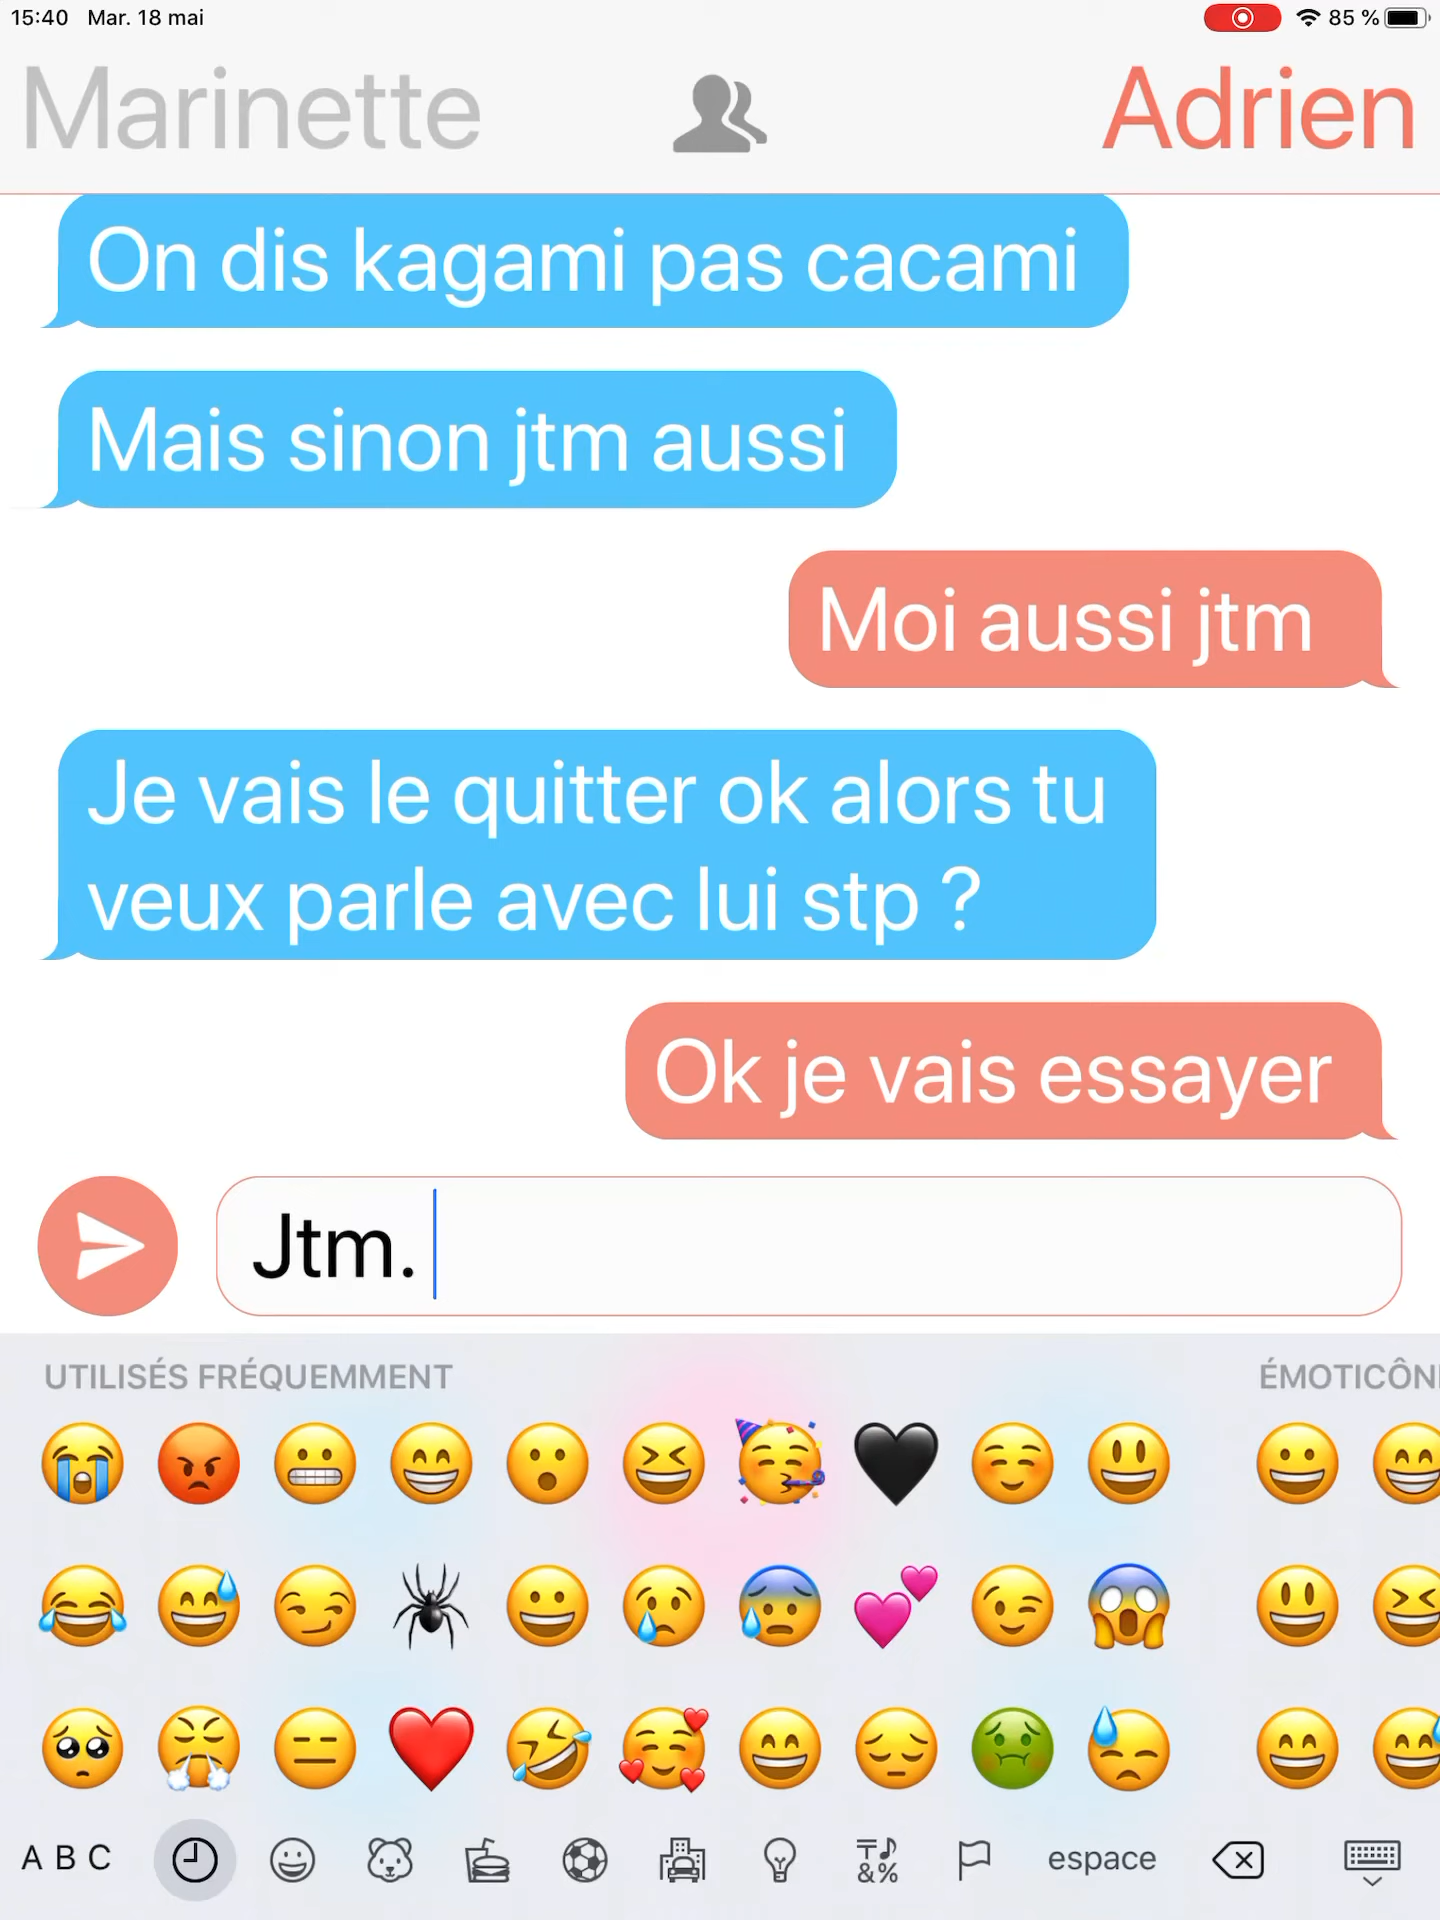 15:40 Mar. 18 mai 85 %
Marinette Adrien
On dis kagami pas cacami
Mais sinon jtm aussi
Moi aussi jtm
Je vais le quitter ok alors tu
veux parle avec lui stp ?
Ok je vais essayer
Jtm.
UTILISÉS FRÉQUEMMENT ÉMOTICÔN
A B C espace